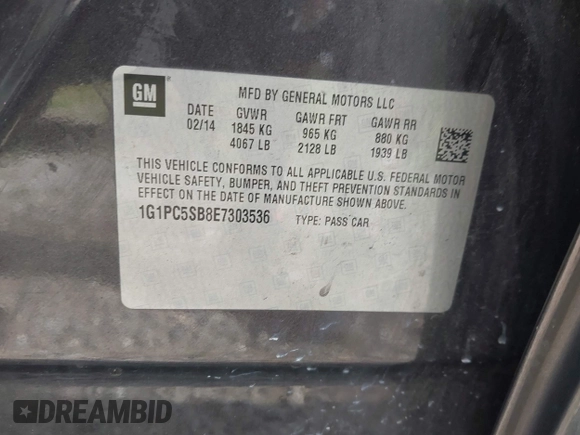 GM
MFD BY GENERAL MOTORS LLC
DATE GVWR GAWR FRT GAWR RR
02/14 1845 KG 965 KG 880 KG
4067 LB 2128 LB 1939 LB
THIS VEHICLE CONFORMS TO ALL APPLICABLE U.S. FEDERAL MOTOR
VEHICLE SAFETY, BUMPER, AND THEFT PREVENTION STANDARDS IN
EFFECT ON THE DATE OF MANUFACTURE SHOWN ABOVE.
1G1PC5SB8E7303536 TYPE: PASS CAR
DREAMBID